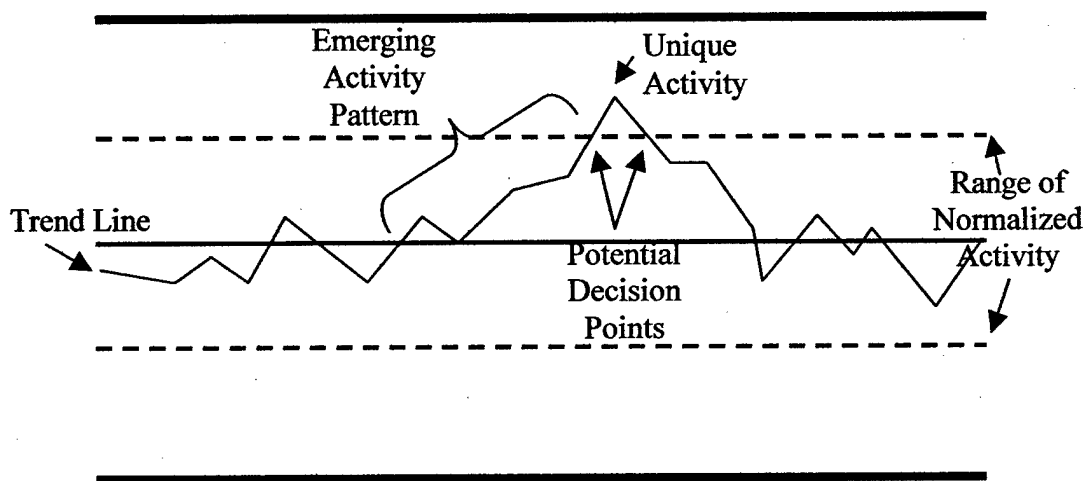 Emerging
Activity
Pattern
Unique
Activity
Trend Line
Range of
Normalized
Activity
Potential
Decision
Points